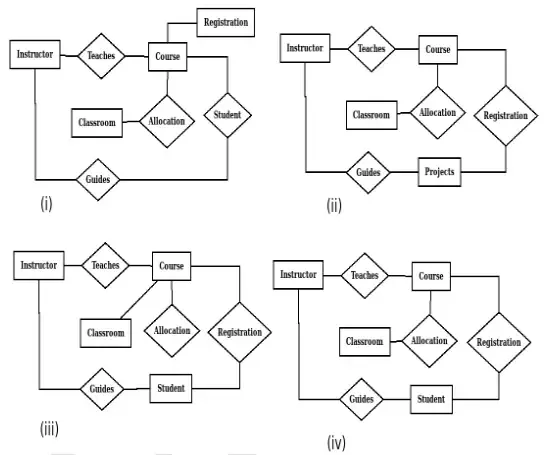 Registration
Instructor
Teaches
Course
Classroom
Allocation
Student
Guides
(i)
Instructor
Teaches
Course
Classroom
Allocation
Registration
Guides
Projects
(ii)
Instructor
Teaches
Course
Classroom
Allocation
Registration
Guides
Student
(iii)
Instructor
Teaches
Course
Classroom
Allocation
Registration
Guides
Student
(iv)